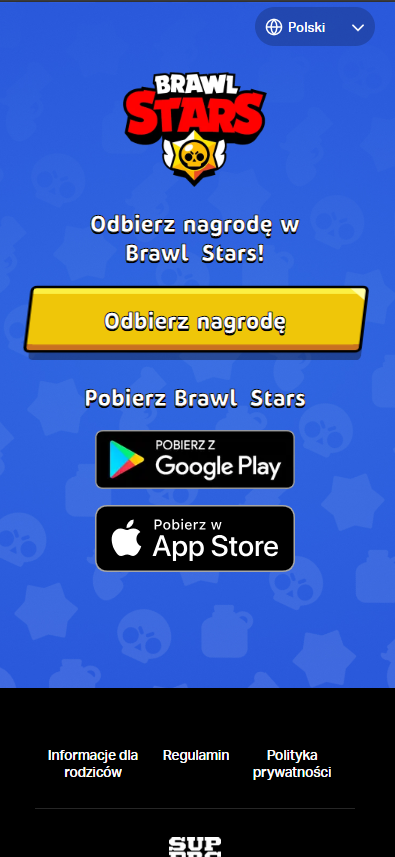 Polski
BRAWL
STARS
Odbierz nagrodę w
Brawl Stars!
Odbierz nagrodę
Pobierz Brawl Stars
POBIERZ Z
Google Play
Pobierz w
App Store
Informacje dla
rodziców
Regulamin
Polityka
prywatności
SUP